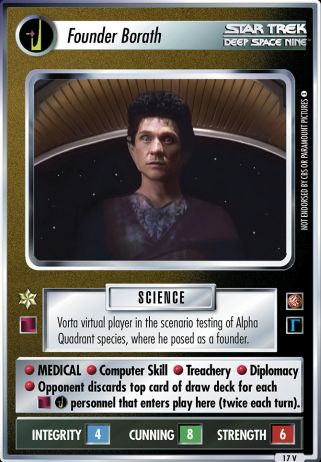 Founder Borath
STAR TREK
DEEP SPACE NINE
NOT ENDORSED BY CBS OR PARAMOUNT PICTURES
SCIENCE
Vorta virtual player in the scenario testing of Alpha
Quadrant species, where he posed as a founder.
• MEDICAL • Computer Skill • Treachery • Diplomacy
• Opponent discards top card of draw deck for each
personnel that enters play here (twice each turn).
INTEGRITY 4 CUNNING 8 STRENGTH 6
17 V